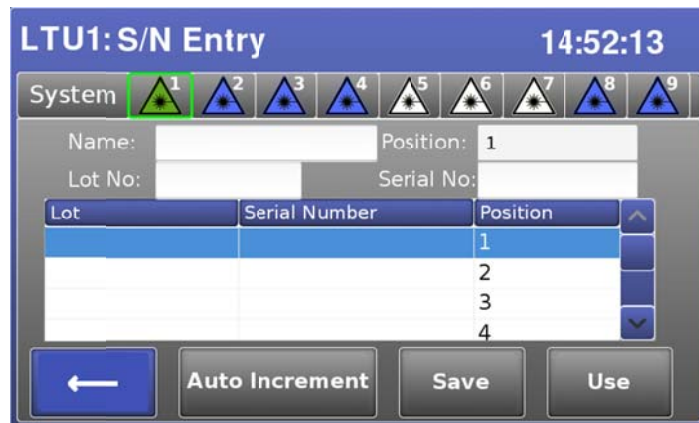 LTU1: S/N Entry 14:52:13
System 1 2 3 4 5 6 7 8 9
Name: Position: 1
Lot No: Serial No:
Lot Serial Number Position
1
2
3
4
Auto Increment Save Use